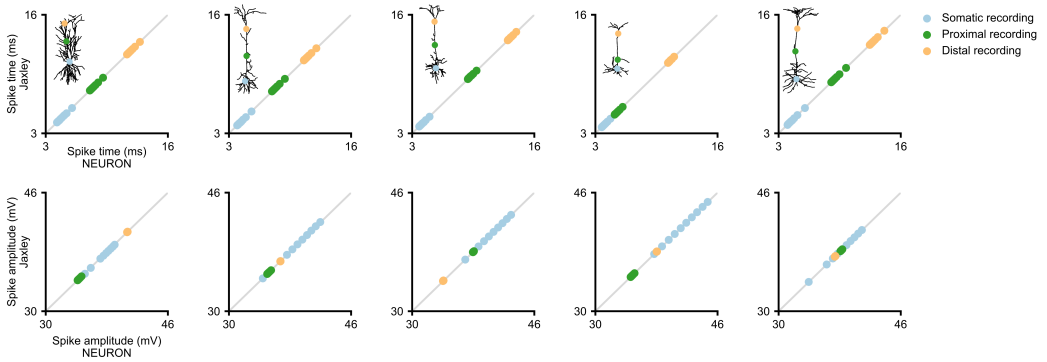 16 16 16 16 16
Somatic recording
Proximal recording
Distal recording
Spike time (ms)
Jaxley
3 3 3 3 3
3 16 3 16 3 16 3 16 3 16
Spike time (ms)
NEURON
46 46 46 46 46
Spike amplitude (mV)
Jaxley
30 30 30 30 30
30 46 30 46 30 46 30 46 30 46
Spike amplitude (mV)
NEURON